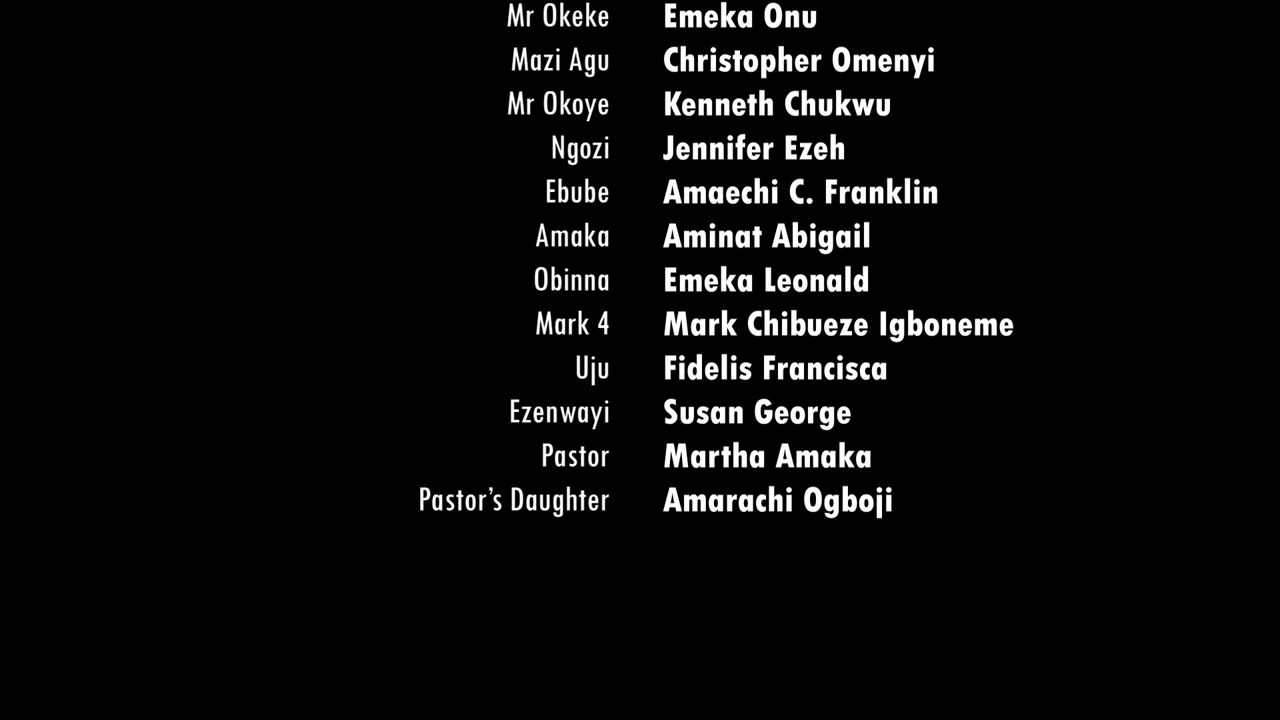 Mr Okeke Emeka Onu
Mazi Agu Christopher Omenyi
Mr Okoye Kenneth Chukwu
Ngozi Jennifer Ezeh
Ebube Amaechi C. Franklin
Amaka Aminat Abigail
Obinna Emeka Leonald
Mark 4 Mark Chibueze Igboneme
Uju Fidelis Francisca
Ezenwayi Susan George
Pastor Martha Amaka
Pastor’s Daughter Amarachi Ogboji